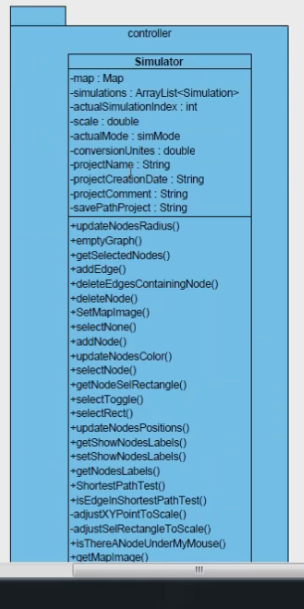 controller
Simulator
-map : Map
-simulations : ArrayList<Simulation>
-actualSimulationIndex : int
-scale : double
-actualMode : simMode
-conversionUnites : double
-projectName : String
-projectCreationDate : String
-projectComment : String
-savePathProject : String
+updateNodesRadius()
+emptyGraph()
+getSelectedNodes()
+addEdge()
+deleteEdgesContainingNode()
+deleteNode()
+SetMapImage()
+selectNone()
+addNode()
+updateNodesColor()
+selectNode()
+getNodeSelRectangle()
+selectToggle()
+selectRect()
+updateNodesPositions()
+getShowNodesLabels()
+setShowNodesLabels()
+getNodesLabels()
+ShortestPathTest()
+isEdgeInShortestPathTest()
-adjustXYPointToScale()
-adjustSelRectangleToScale()
+isThereANodeUnderMyMouse()
+getMapImage()